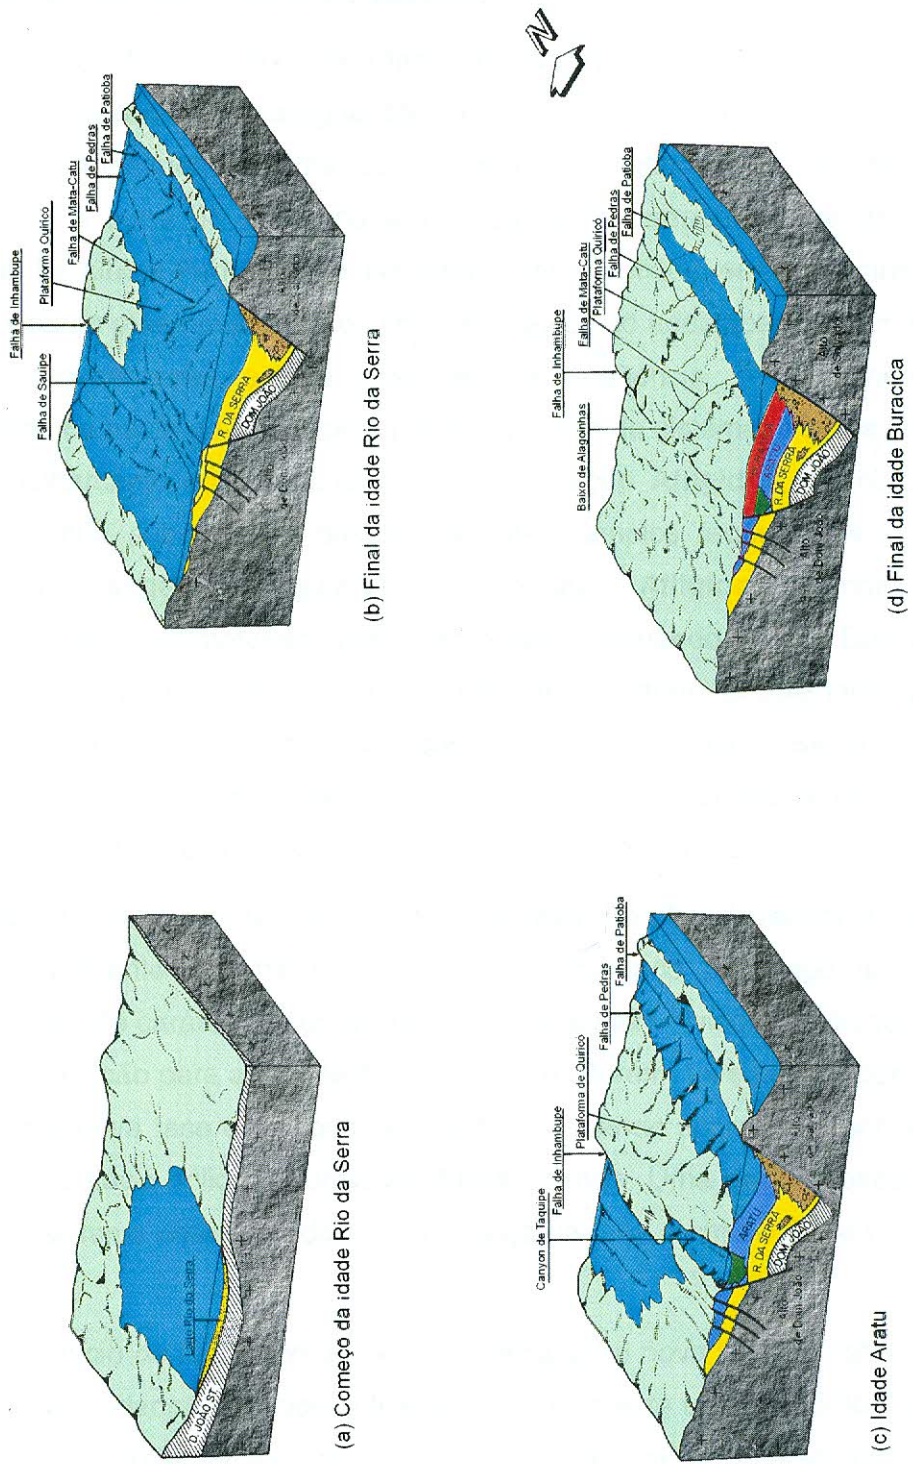 D. JOÃO ST
Lago Rio da Serra
(a) Começo da idade Rio da Serra
Falha de Inhambupe
Falha de Sauipe
Plataforma Quiricó
Falha de Mata-Catu
Falha de Pedras
Falha de Patioba
R. DA SERRA
DOM JOÃO
(b) Final da idade Rio da Serra
Canyon de Taquipe
Falha de Inhambupe
Plataforma de Quiricó
Falha de Pedras
Falha de Patioba
ARATU
R. DA SERRA
DOM JOÃO
Alto
de Dom João
(c) Idade Aratu
N
Falha de Inhambupe
Baixo de Alagoinhas
Falha de Mata-Catu
Plataforma Quiricó
Falha de Pedras
Falha de Patioba
ARATU
R. DA SERRA
DOM JOÃO
Alto
de Dom João
(d) Final da idade Buracica